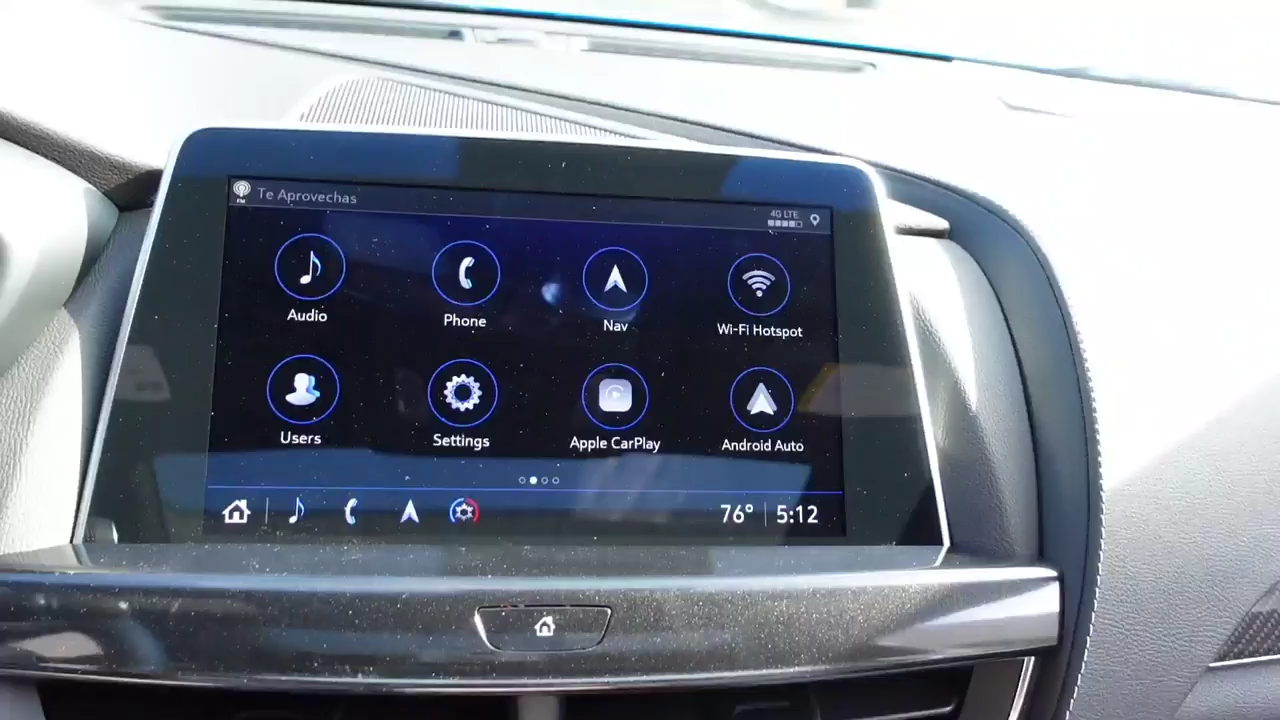 FM
Te Aprovechas
4G LTE
Audio
Phone
Nav
Wi-Fi Hotspot
Users
Settings
Apple CarPlay
Android Auto
76° 5:12